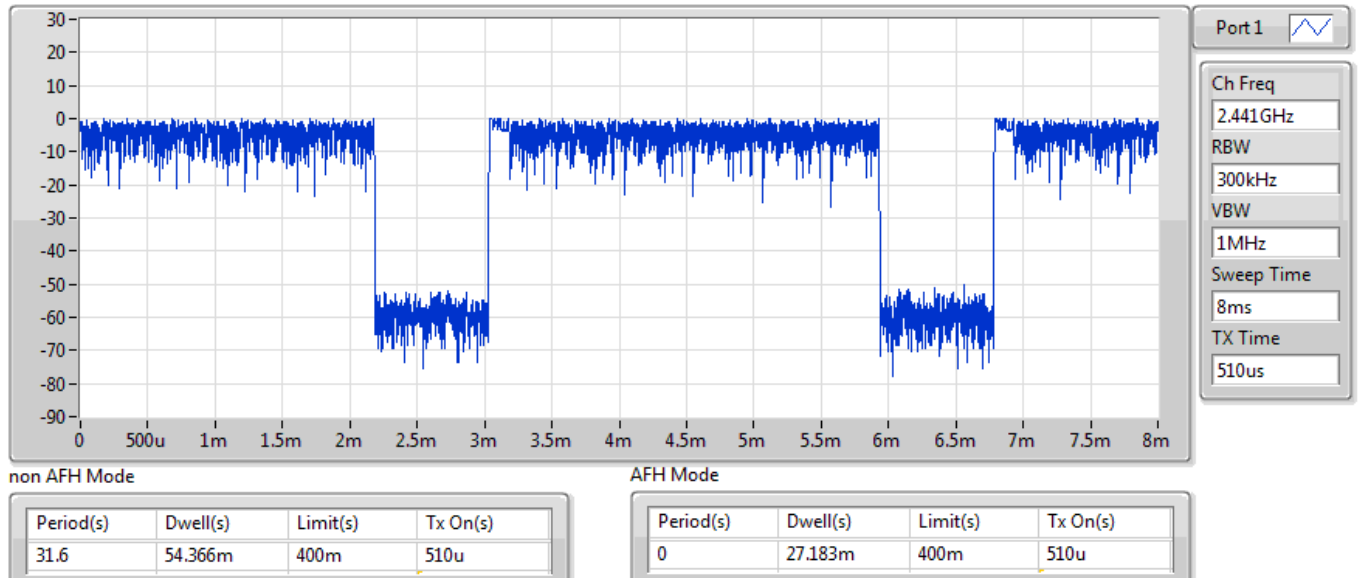 30
20
10
0
-10
-20
-30
-40
-50
-60
-70
-80
-90
0 500u 1m 1.5m 2m 2.5m 3m 3.5m 4m 4.5m 5m 5.5m 6m 6.5m 7m 7.5m 8m
Port 1
Ch Freq
2.441GHz
RBW
300kHz
VBW
1MHz
Sweep Time
8ms
TX Time
510us
non AFH Mode
Period(s) Dwell(s) Limit(s) Tx On(s)
31.6 54.366m 400m 510u
AFH Mode
Period(s) Dwell(s) Limit(s) Tx On(s)
0 27.183m 400m 510u